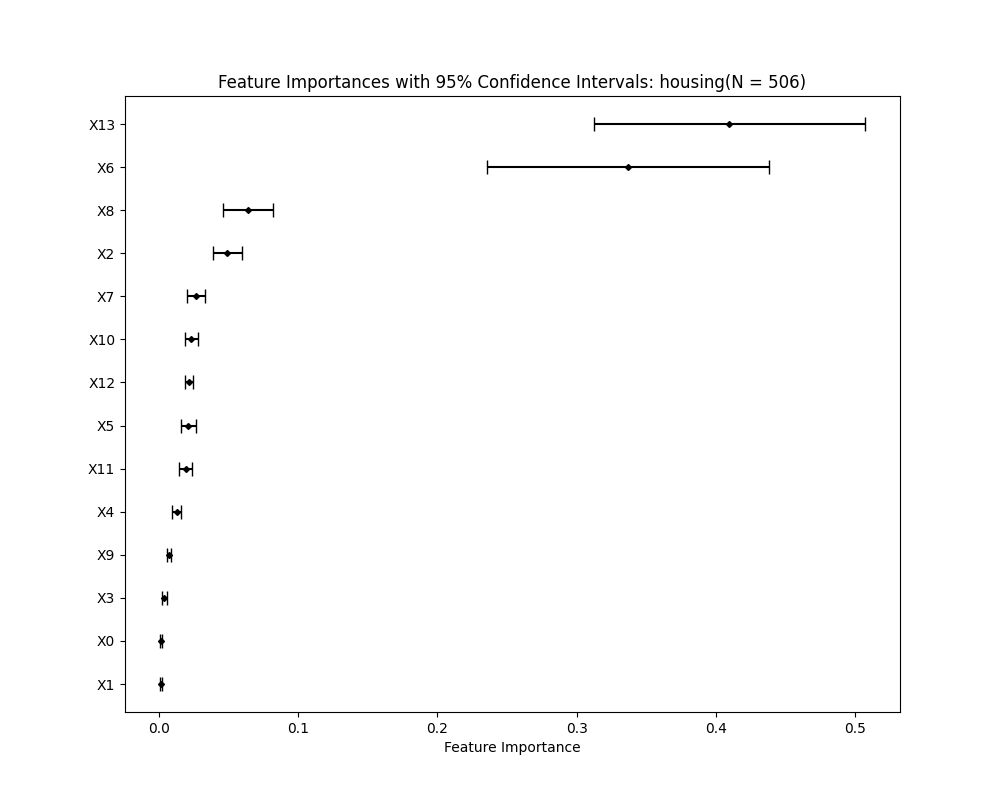 Feature Importances with 95% Confidence Intervals: housing(N = 506)
X13
X6
X8
X2
X7
X10
X12
X5
X11
X4
X9
X3
X0
X1
0.0 0.1 0.2 0.3 0.4 0.5
Feature Importance